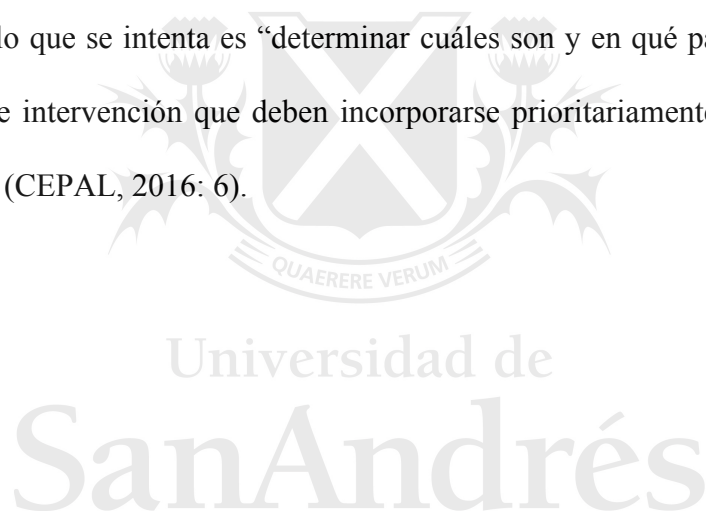 lo que se intenta es “determinar cuáles son y en qué pa
e intervención que deben incorporarse prioritariamente
(CEPAL, 2016: 6).
QUAERERE VERUM
Universidad de
SanAndrés